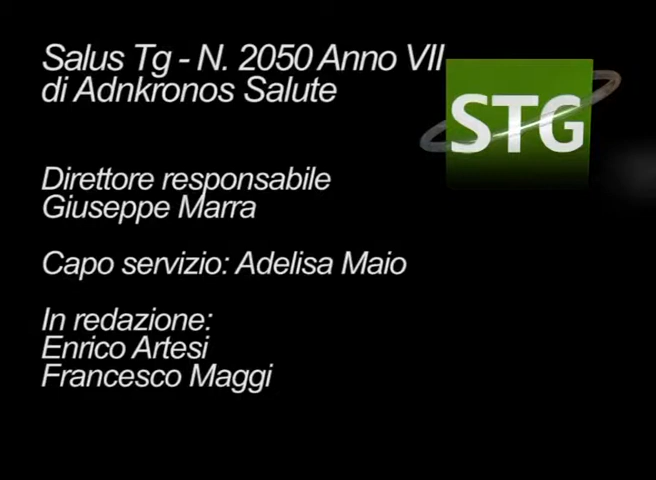 Salus Tg - N. 2050 Anno VII
di Adnkronos Salute
STG
Direttore responsabile
Giuseppe Marra
Capo servizio: Adelisa Maio
In redazione:
Enrico Artesi
Francesco Maggi